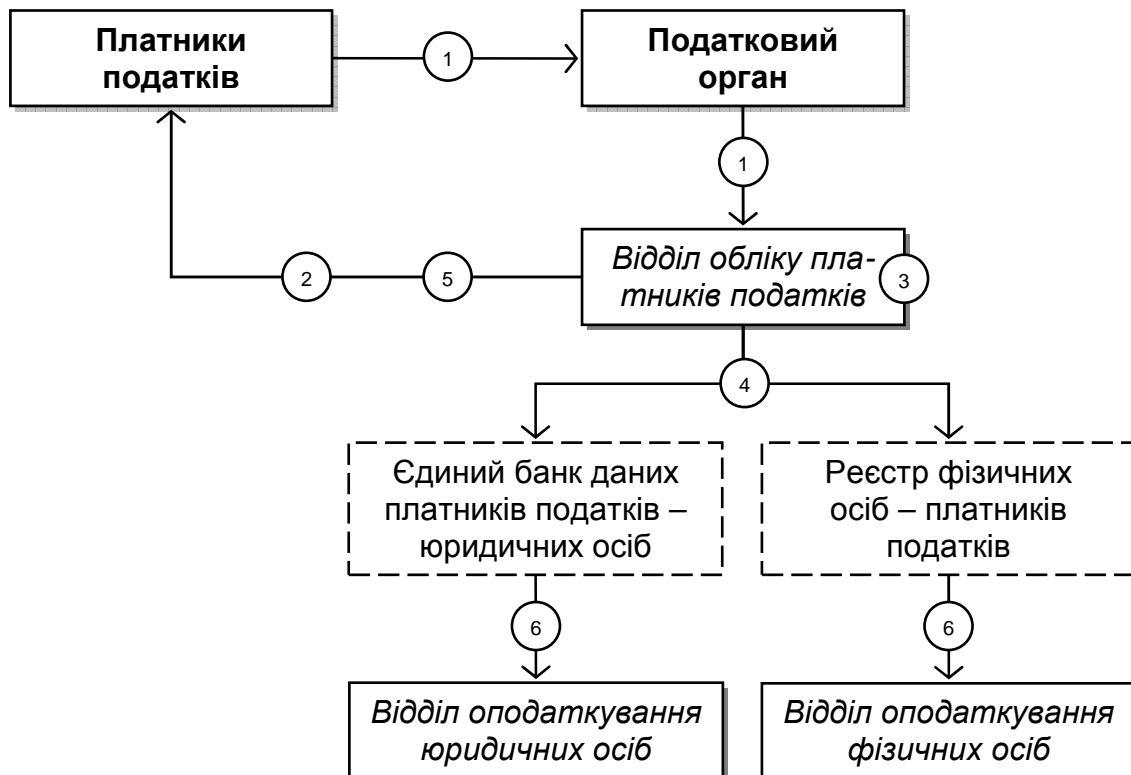 Платники
податків
1
Податковий
орган
1
Відділ обліку пла-
тників податків
3
2
5
4
Єдиний банк даних
платників податків –
юридичних осіб
Реєстр фізичних
осіб – платників
податків
6
6
Відділ оподаткування
юридичних осіб
Відділ оподаткування
фізичних осіб